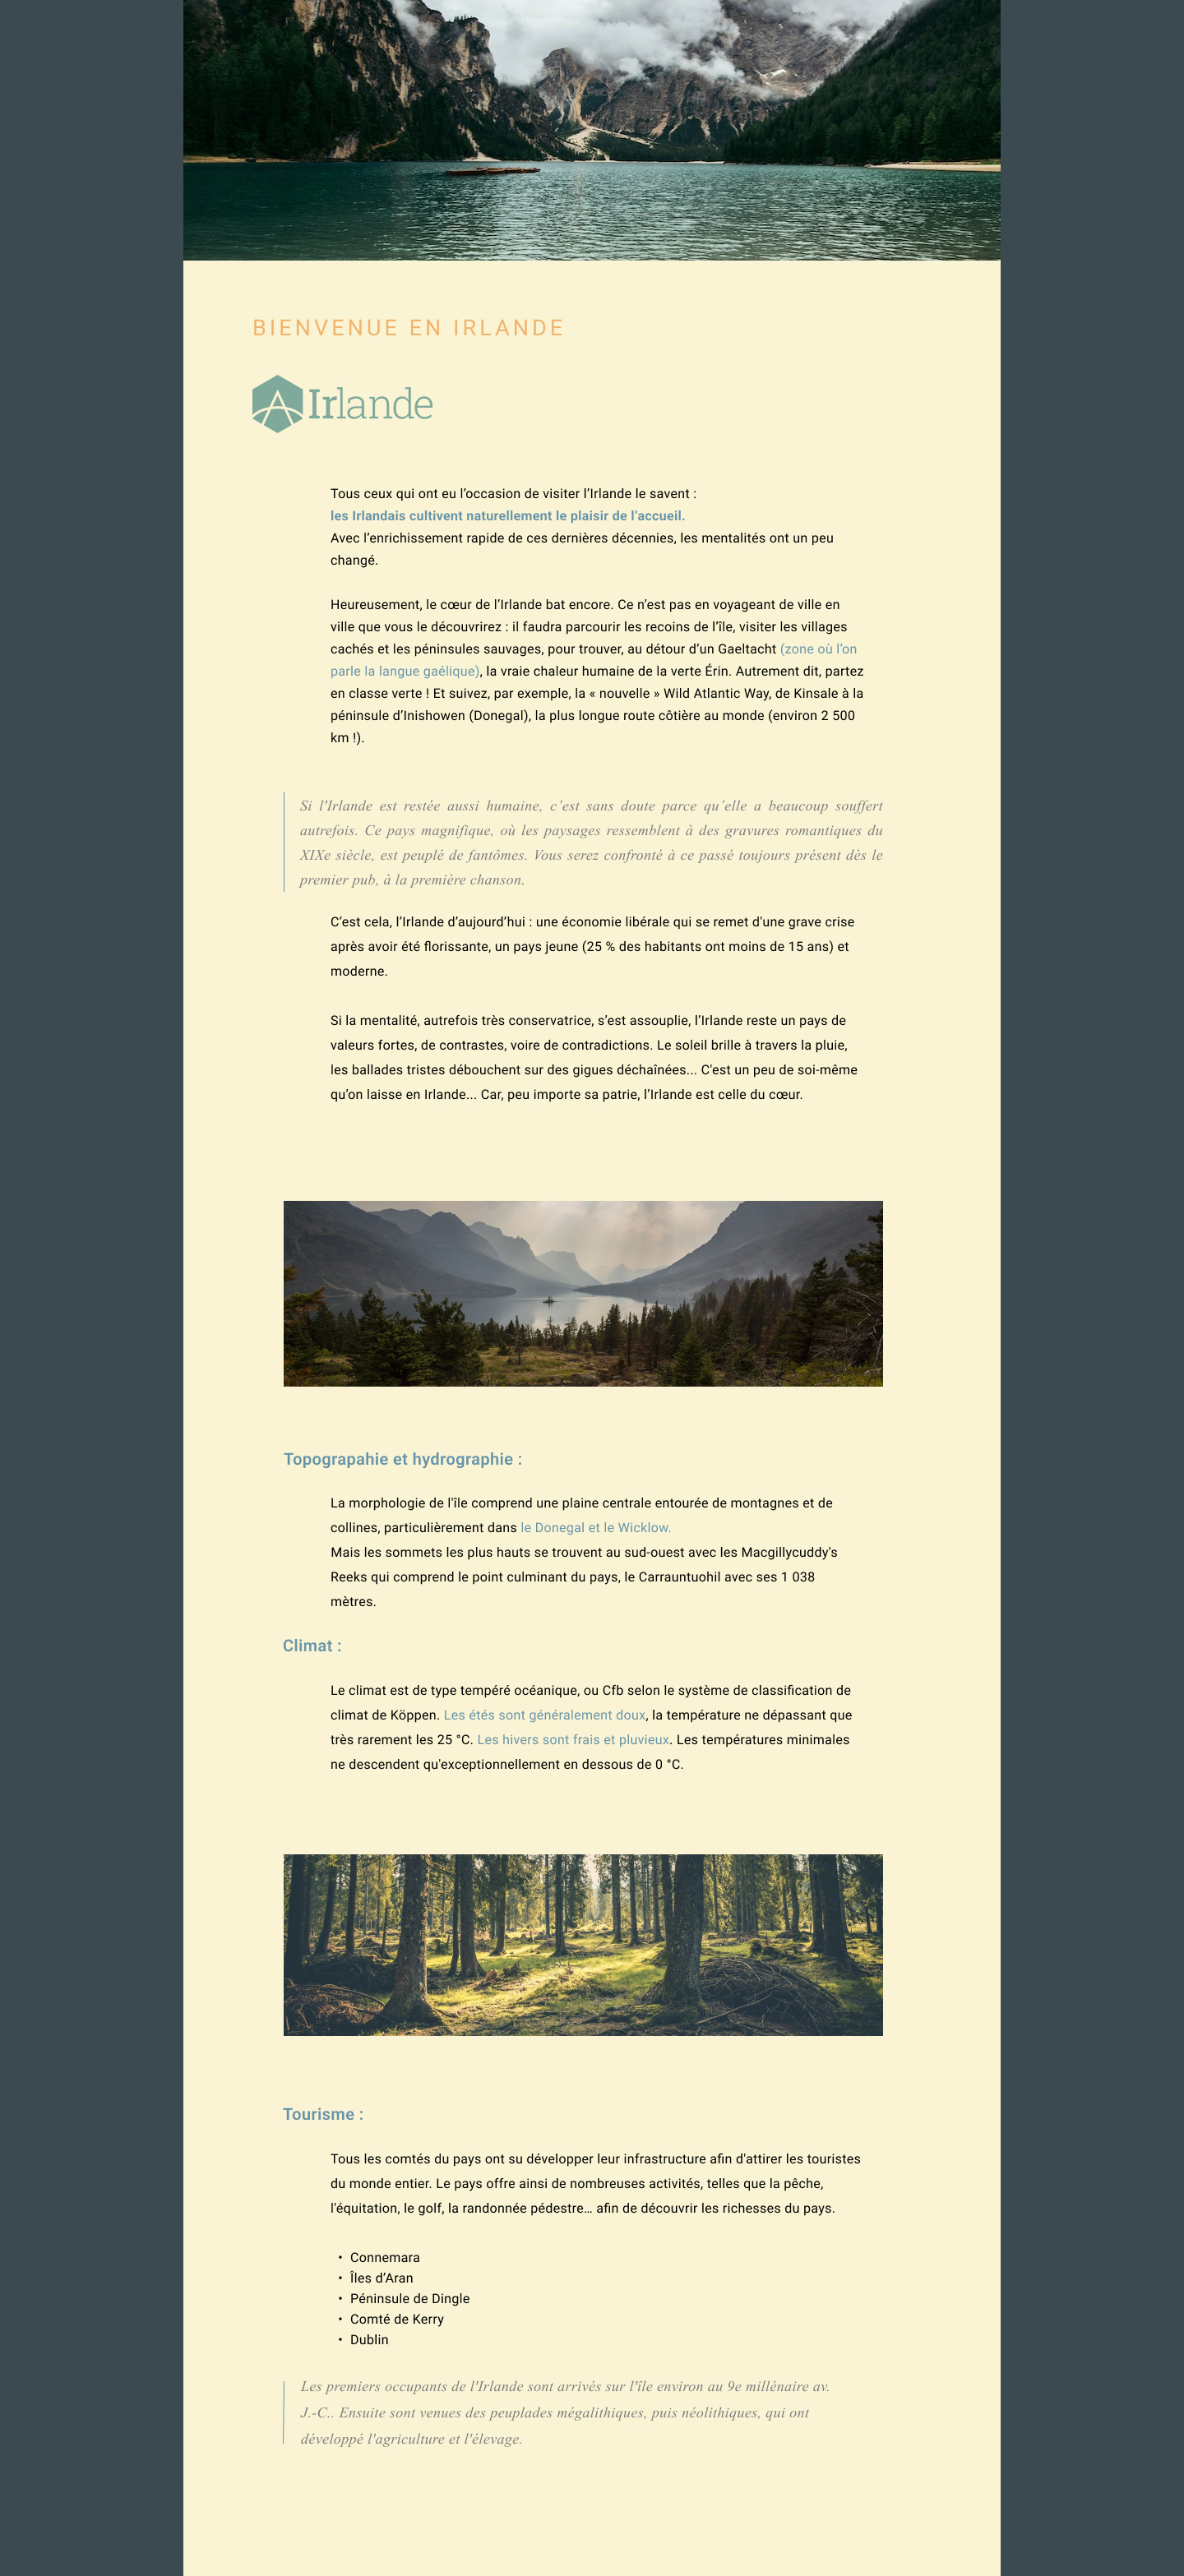 BIENVENUE EN IRLANDE
Irlande
Tous ceux qui ont eu l’occasion de visiter l’Irlande le savent :
les Irlandais cultivent naturellement le plaisir de l’accueil.
Avec l’enrichissement rapide de ces dernières décennies, les mentalités ont un peu
changé.
Heureusement, le cœur de l’Irlande bat encore. Ce n’est pas en voyageant de ville en
ville que vous le découvrirez : il faudra parcourir les recoins de l’île, visiter les villages
cachés et les péninsules sauvages, pour trouver, au détour d’un Gaeltacht (zone où l’on
parle la langue gaélique), la vraie chaleur humaine de la verte Érin. Autrement dit, partez
en classe verte ! Et suivez, par exemple, la « nouvelle » Wild Atlantic Way, de Kinsale à la
péninsule d’Inishowen (Donegal), la plus longue route côtière au monde (environ 2 500
km !).
Si l'Irlande est restée aussi humaine, c’est sans doute parce qu’elle a beaucoup souffert
autrefois. Ce pays magnifique, où les paysages ressemblent à des gravures romantiques du
XIXe siècle, est peuplé de fantômes. Vous serez confronté à ce passé toujours présent dès le
premier pub, à la première chanson.
C’est cela, l’Irlande d’aujourd’hui : une économie libérale qui se remet d'une grave crise
après avoir été florissante, un pays jeune (25 % des habitants ont moins de 15 ans) et
moderne.
Si la mentalité, autrefois très conservatrice, s’est assouplie, l’Irlande reste un pays de
valeurs fortes, de contrastes, voire de contradictions. Le soleil brille à travers la pluie,
les ballades tristes débouchent sur des gigues déchaînées... C'est un peu de soi-même
qu’on laisse en Irlande... Car, peu importe sa patrie, l’Irlande est celle du cœur.
Topograpahie et hydrographie :
La morphologie de l'île comprend une plaine centrale entourée de montagnes et de
collines, particulièrement dans le Donegal et le Wicklow.
Mais les sommets les plus hauts se trouvent au sud-ouest avec les Macgillycuddy's
Reeks qui comprend le point culminant du pays, le Carrauntuohil avec ses 1 038
mètres.
Climat :
Le climat est de type tempéré océanique, ou Cfb selon le système de classification de
climat de Köppen. Les étés sont généralement doux, la température ne dépassant que
très rarement les 25 °C. Les hivers sont frais et pluvieux. Les températures minimales
ne descendent qu'exceptionnellement en dessous de 0 °C.
Tourisme :
Tous les comtés du pays ont su développer leur infrastructure afin d'attirer les touristes
du monde entier. Le pays offre ainsi de nombreuses activités, telles que la pêche,
l'équitation, le golf, la randonnée pédestre… afin de découvrir les richesses du pays.
• Connemara
• Îles d’Aran
• Péninsule de Dingle
• Comté de Kerry
• Dublin
Les premiers occupants de l'Irlande sont arrivés sur l'île environ au 9e millénaire av.
J.-C.. Ensuite sont venues des peuplades mégalithiques, puis néolithiques, qui ont
développé l'agriculture et l'élevage.